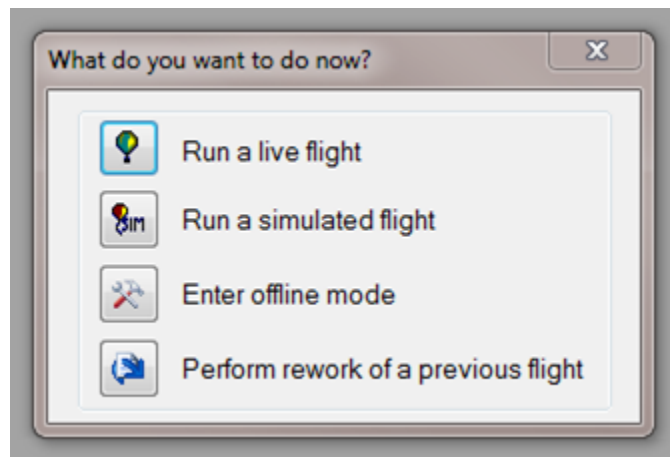 What do you want to do now?
Run a live flight
SIM
Run a simulated flight
Enter offline mode
Perform rework of a previous flight